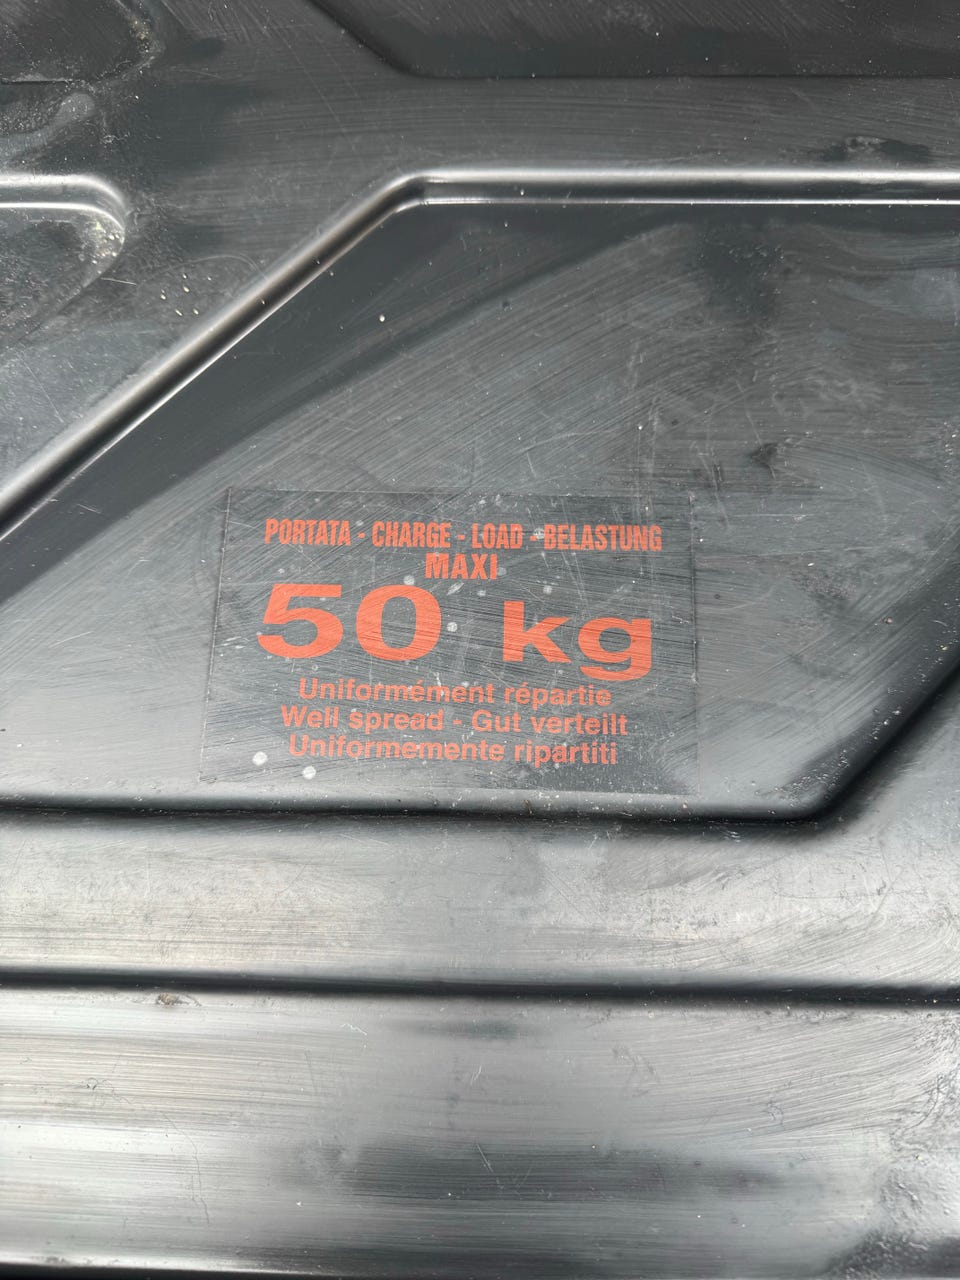 PORTATA - CHARGE - LOAD - BELASTUNG
MAXI
50 kg
Uniformément répartie
Well spread - Gut verteilt
Uniformemente ripartiti